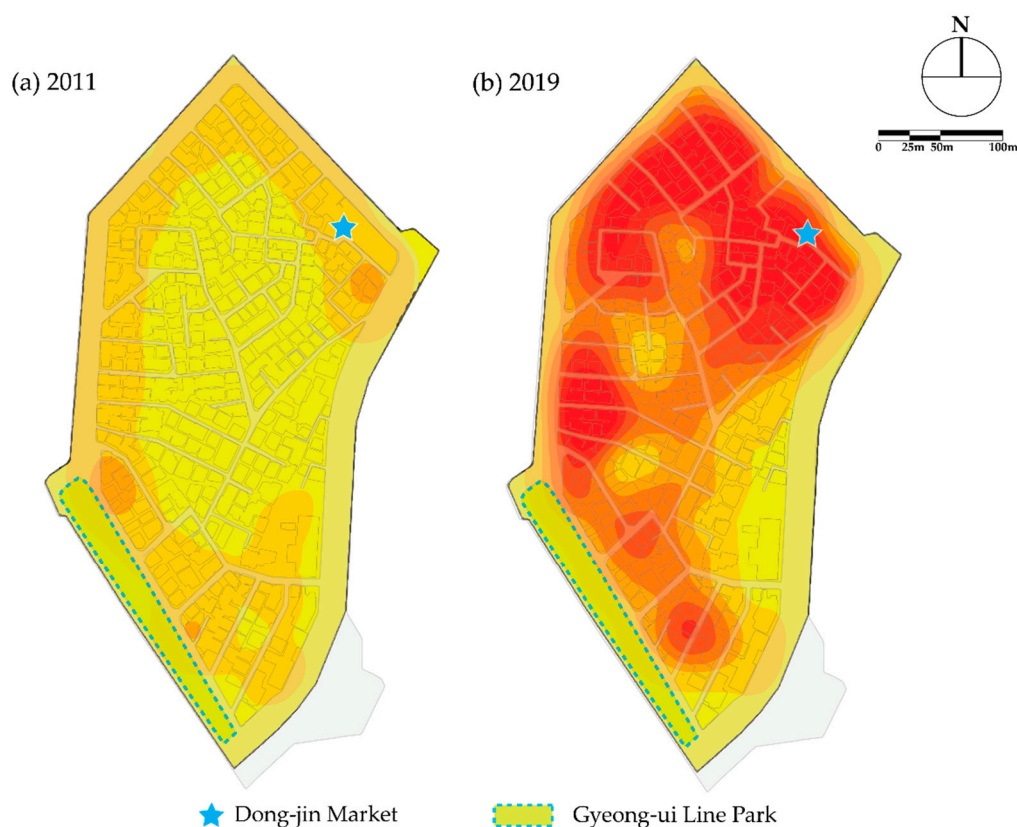 (a) 2011
(b) 2019
N
0 25m 50m 100m
Dong-jin Market
Gyeong-ui Line Park